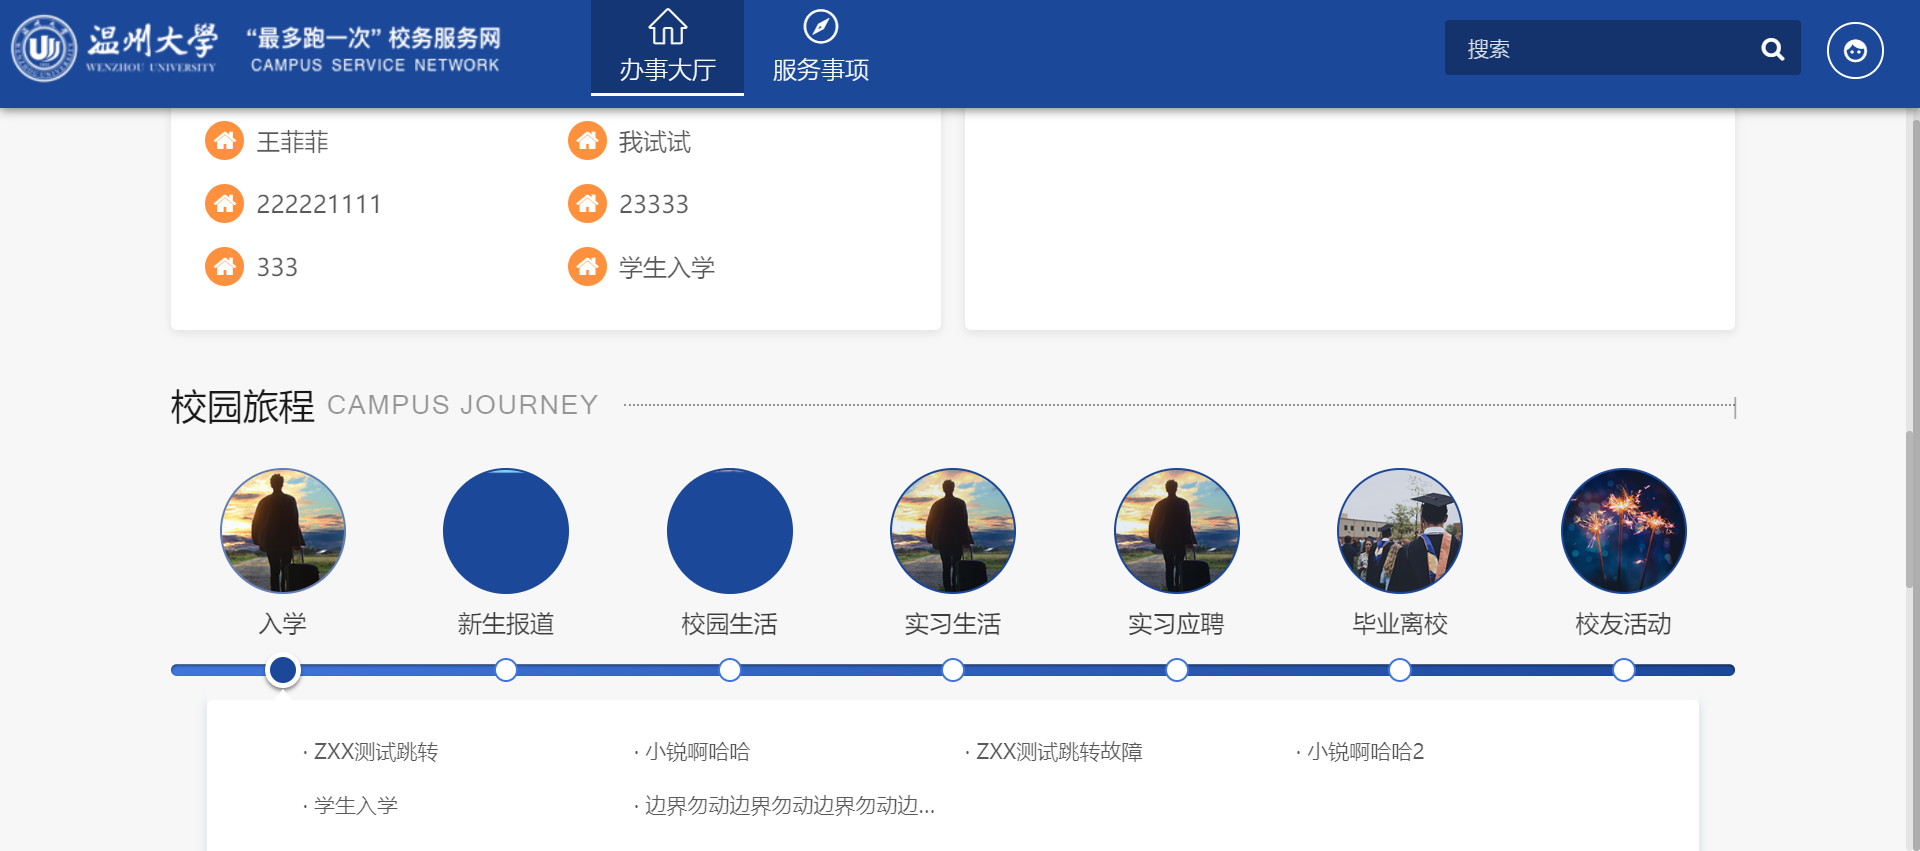 温州大学
WENZHOU UNIVERSITY
“最多跑一次” 校务服务网
CAMPUS SERVICE NETWORK
办事大厅
服务事项
搜索
王菲菲
我试试
222221111
23333
333
学生入学
校园旅程 CAMPUS JOURNEY
入学
新生报道
校园生活
实习生活
实习应聘
毕业离校
校友活动
· ZXX测试跳转
· 小锐啊哈哈
· ZXX测试跳转故障
· 小锐啊哈哈2
· 学生入学
· 边界勿动边界勿动边界勿动边...